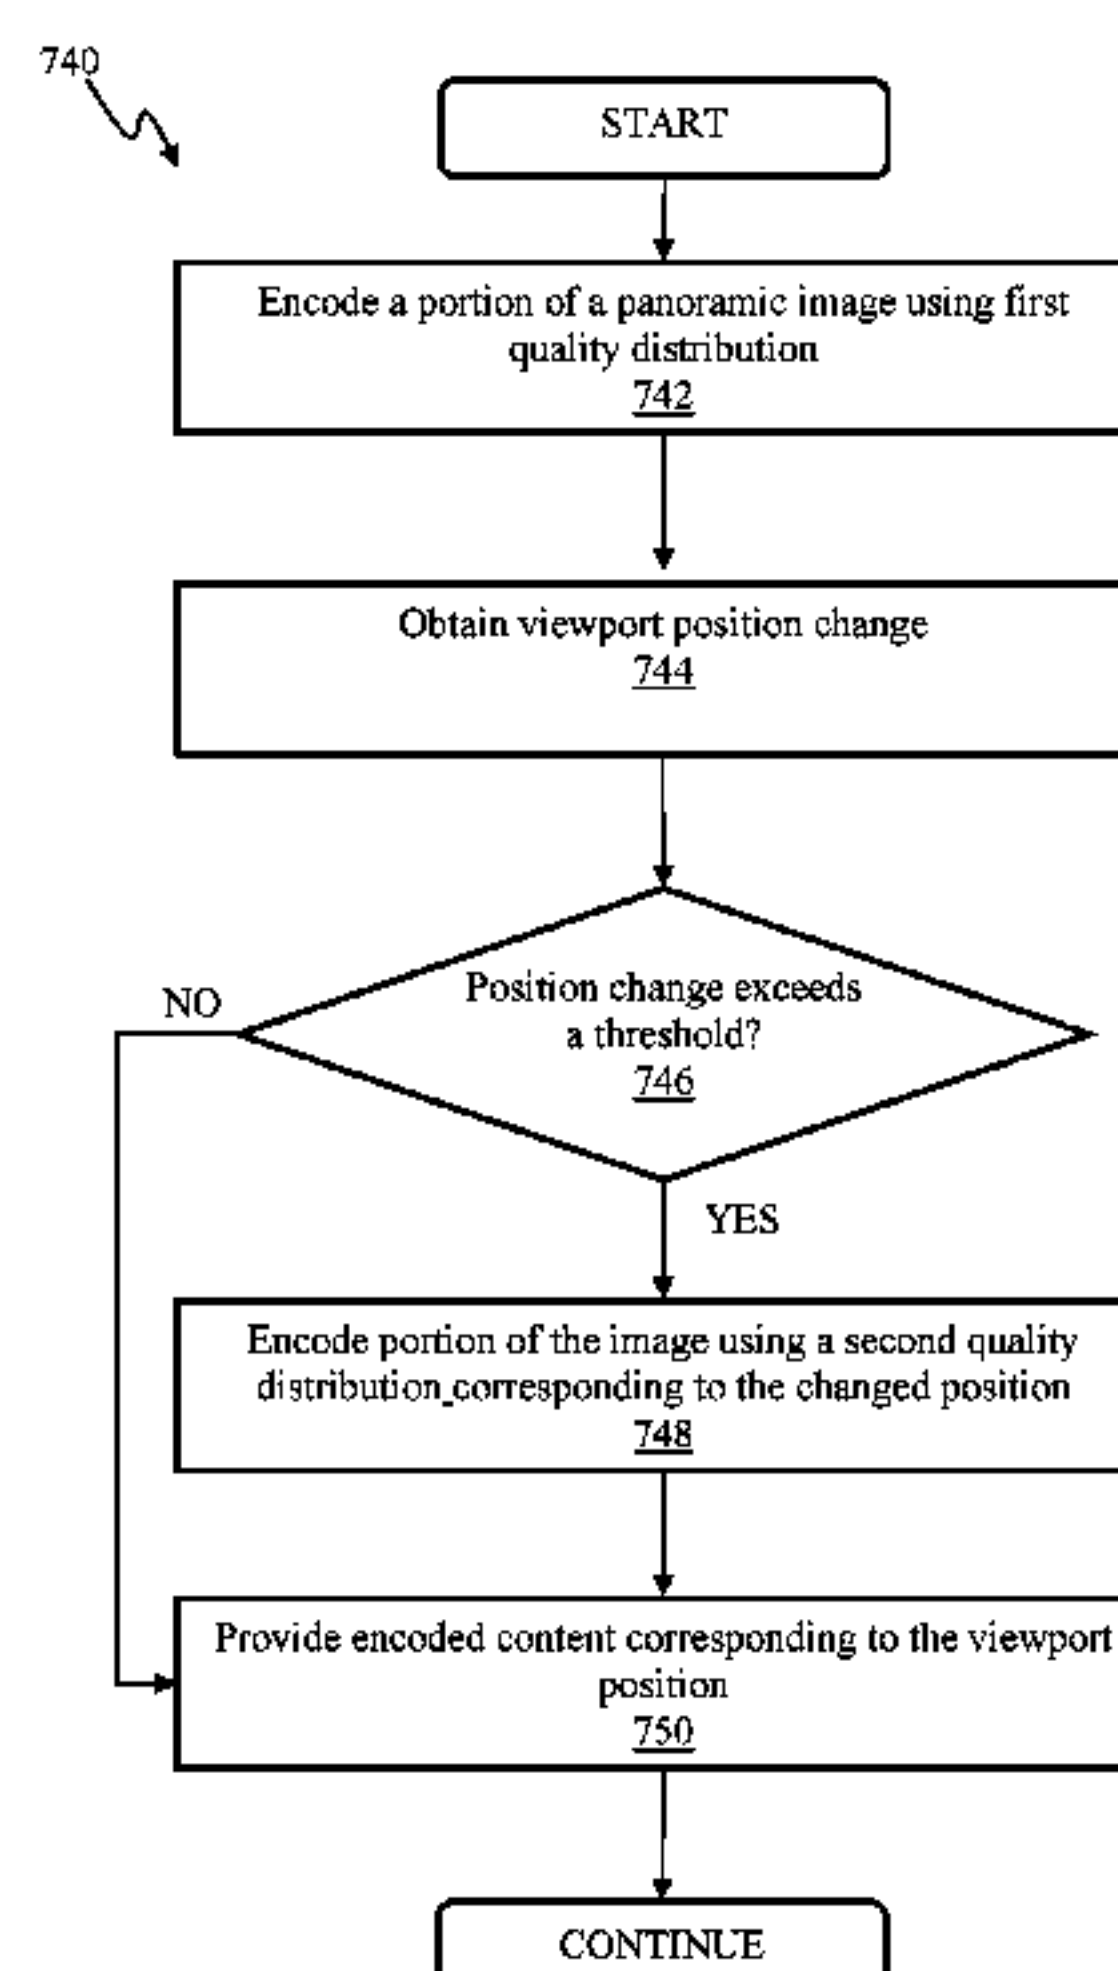 740
START
Encode a portion of a panoramic image using first
quality distribution
742
Obtain viewport position change
744
Position change exceeds
a threshold?
746
NO
YES
Encode portion of the image using a second quality
distribution corresponding to the changed position
748
Provide encoded content corresponding to the viewport
position
750
CONTINUE